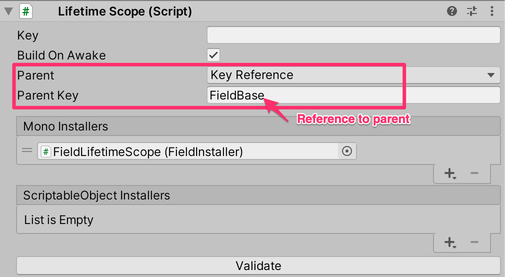 # Lifetime Scope (Script)
Key
Build On Awake
Parent Key Reference
Parent Key FieldBase
Reference to parent
Mono Installers
# FieldLifetimeScope (FieldInstaller)
+ −
ScriptableObject Installers
List is Empty
+ −
Validate